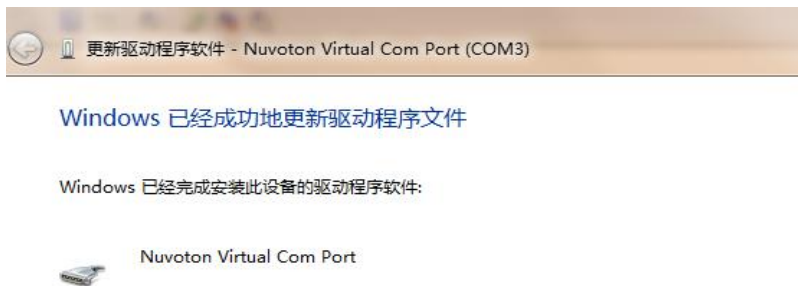 更新驱动程序软件 - Nuvoton Virtual Com Port (COM3)
Windows 已经成功地更新驱动程序文件
Windows 已经完成安装此设备的驱动程序软件:
Nuvoton Virtual Com Port